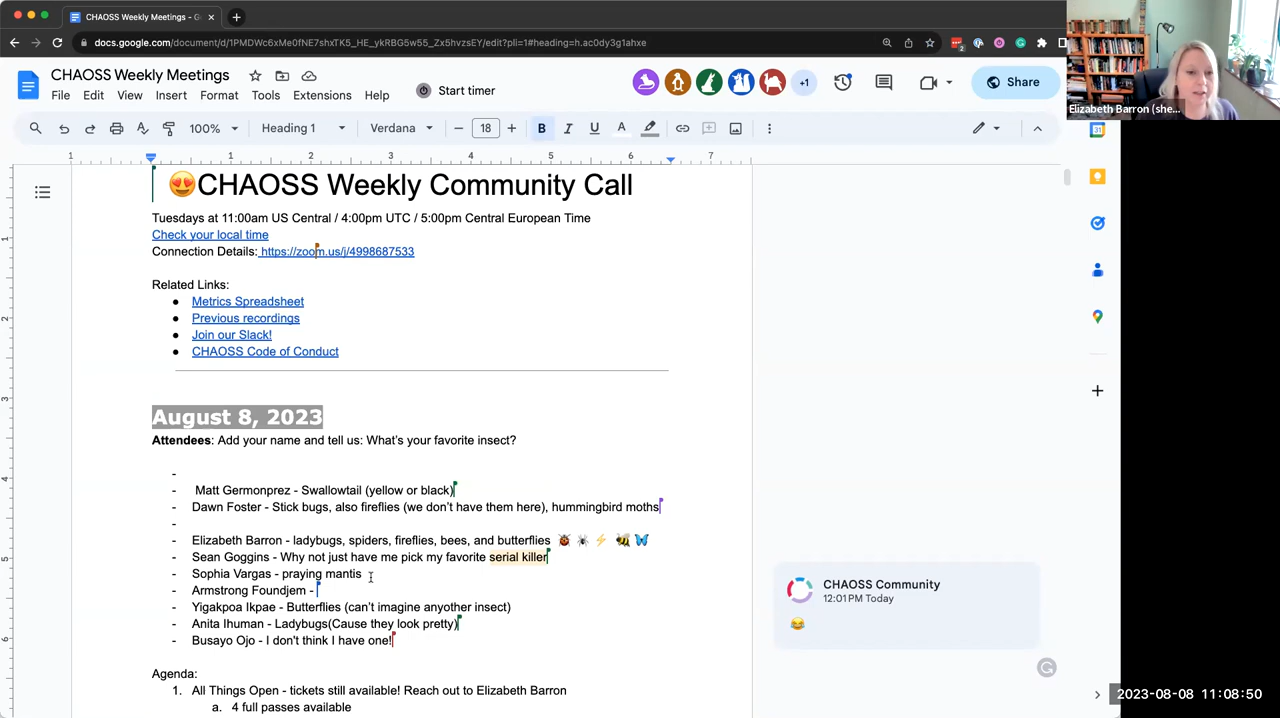 CHAOSS Weekly Meetings - G
docs.google.com/document/d/1PMDWc6xMe0fNE7shxTK5_HE_ykRBG5w55_Zx5hvzsEY/edit?pli=1#heading=h.ac0dy3g1ahxe
CHAOSS Weekly Meetings
File Edit View Insert Format Tools Extensions Help
Start timer
+1
Share
Elizabeth Barron (she...
100% Heading 1 Verdana 18 B I U A
1 1 2 3 4 5 6 7
😍CHAOSS Weekly Community Call
Tuesdays at 11:00am US Central / 4:00pm UTC / 5:00pm Central European Time
Check your local time
Connection Details: https://zoom.us/j/4998687533
Related Links:
● Metrics Spreadsheet
● Previous recordings
● Join our Slack!
● CHAOSS Code of Conduct
August 8, 2023
Attendees: Add your name and tell us: What's your favorite insect?
-
- Matt Germonprez - Swallowtail (yellow or black)
- Dawn Foster - Stick bugs, also fireflies (we don't have them here), hummingbird moths
-
- Elizabeth Barron - ladybugs, spiders, fireflies, bees, and butterflies 🐞 🕷 ⚡ 🐝 🦋
- Sean Goggins - Why not just have me pick my favorite serial killer
- Sophia Vargas - praying mantis
- Armstrong Foundjem -
- Yigakpoa Ikpae - Butterflies (can't imagine anyother insect)
- Anita Ihuman - Ladybugs(Cause they look pretty)
- Busayo Ojo - I don't think I have one!
Agenda:
1. All Things Open - tickets still available! Reach out to Elizabeth Barron
a. 4 full passes available
CHAOSS Community
12:01 PM Today
😂
2023-08-08 11:08:50